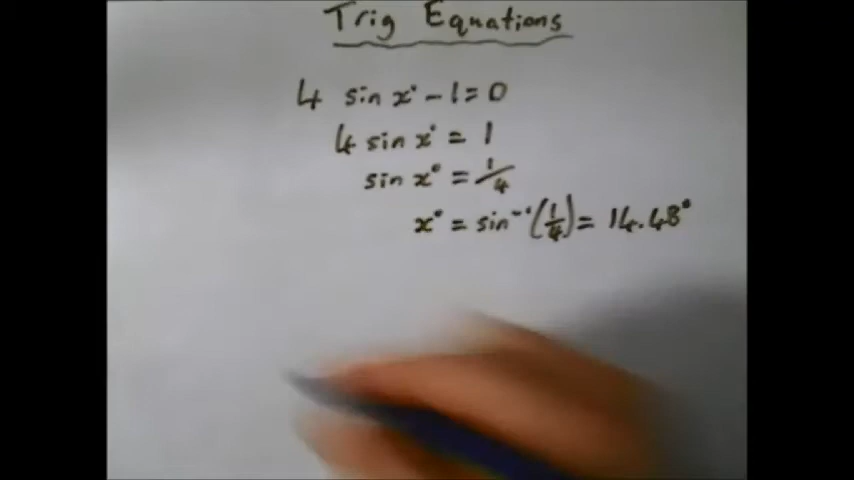 Trig Equations
4 sin x° - 1 = 0
4 sin x° = 1
sin x° = 1/4
x° = sin⁻¹(1/4) = 14.48°